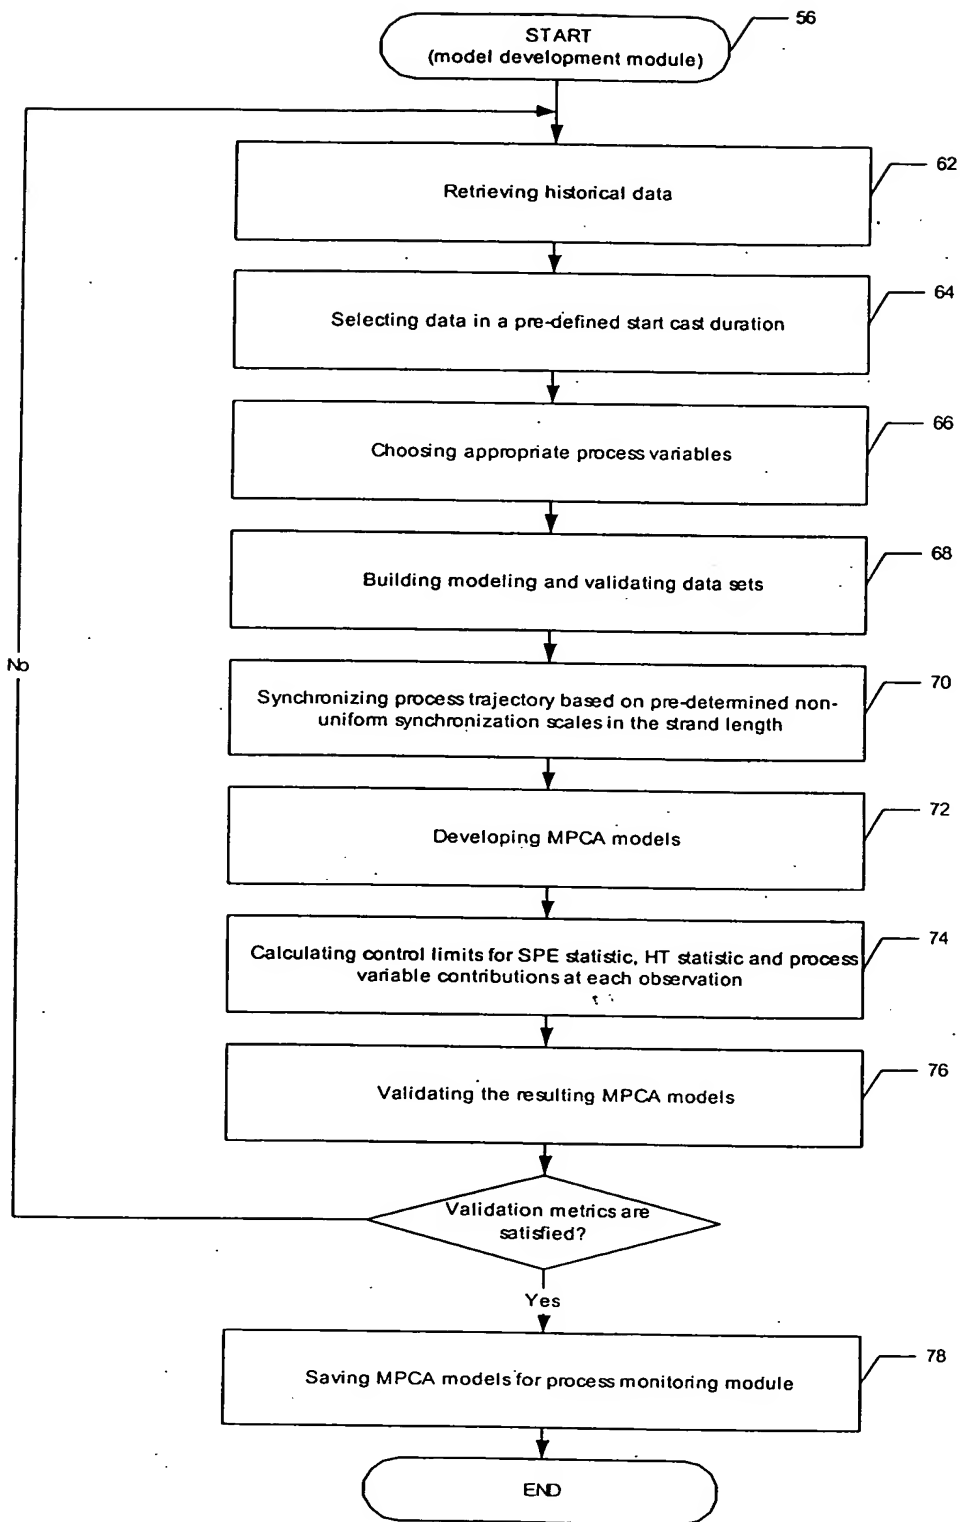 START
(model development module)
56
Retrieving historical data
62
Selecting data in a pre-defined start cast duration
64
Choosing appropriate process variables
66
Building modeling and validating data sets
68
No
Synchronizing process trajectory based on pre-determined non-
uniform synchronization scales in the strand length
70
Developing MPCA models
72
Calculating control limits for SPE statistic, HT statistic and process
variable contributions at each observation
74
Validating the resulting MPCA models
76
Validation metrics are
satisfied?
Yes
Saving MPCA models for process monitoring module
78
END